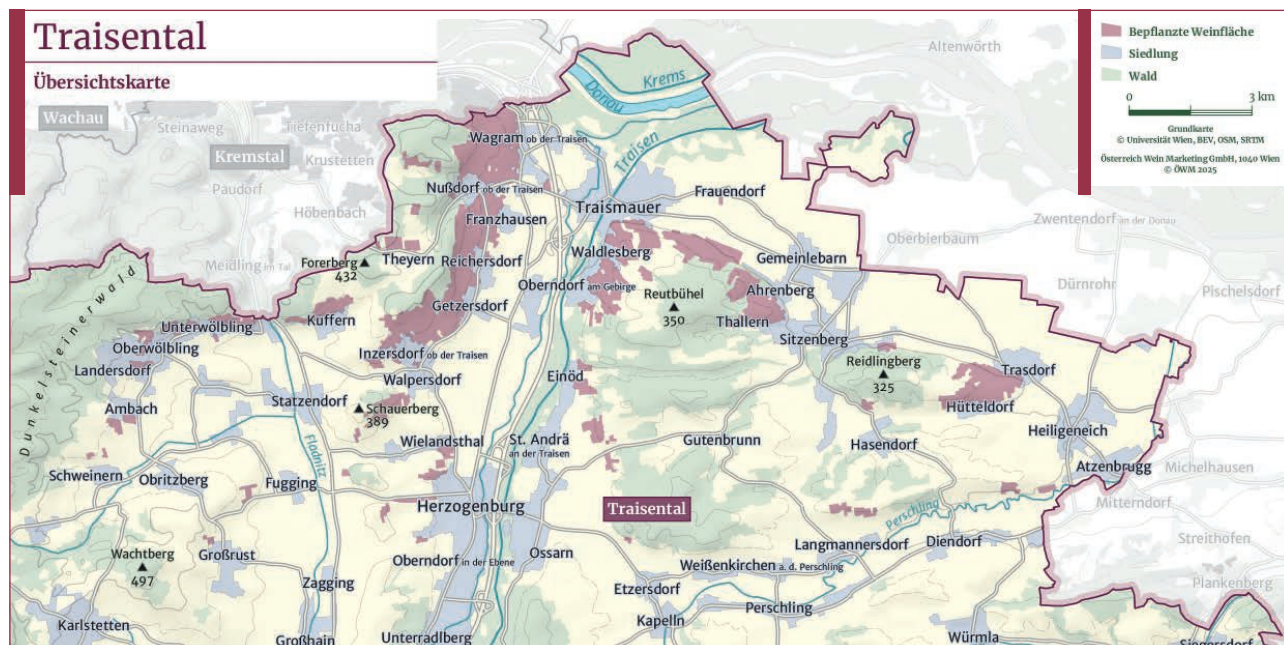 Traisental
Übersichtskarte
Bepflanzte Weinfläche
Siedlung
Wald
0 3 km
Grundkarte
© Universität Wien, BEV, OSM, SRTM
Österreich Wein Marketing GmbH, 1040 Wien
© ÖWM 2025
Altenwörth
Krems
Donau
Wachau
Steinaweg
Tiefenfucha
Wagram ob der Traisen
Traisen
Kremstal
Krustetten
Paudorf
Nußdorf ob der Traisen
Frauendorf
Höbenbach
Traismauer
Franzhausen
Zwentendorf an der Donau
Oberbierbaum
Meidling im Tal
Forerberg
432
Theyern
Reichersdorf
Waldlesberg
Gemeinlebarn
Dunkelsteinerwald
Oberndorf am Gebirge
Reutbühel
350
Ahrenberg
Dürnrohr
Pischelsdorf
Getzersdorf
Kuffern
Unterwölbling
Thallern
Oberwölbling
Inzersdorf ob der Traisen
Sitzenberg
Landersdorf
Reidlingberg
325
Trasdorf
Walpersdorf
Einöd
Statzendorf
Ambach
Schauerberg
389
Hütteldorf
Fladnitz
Wielandsthal
St. Andrä
an der Traisen
Gutenbrunn
Hasendorf
Heiligeneich
Atzenbrugg
Michelhausen
Schweinern
Obritzberg
Fugging
Herzogenburg
Traisental
Mitterndorf
Perschling
Streithofen
Wachtberg
497
Großrust
Oberndorf in der Ebene
Ossarn
Langmannersdorf
Diendorf
Weißenkirchen a. d. Perschling
Plankenberg
Zagging
Etzersdorf
Perschling
Karlstetten
Großhain
Unterradlberg
Kapelln
Würmla
Siegersdorf